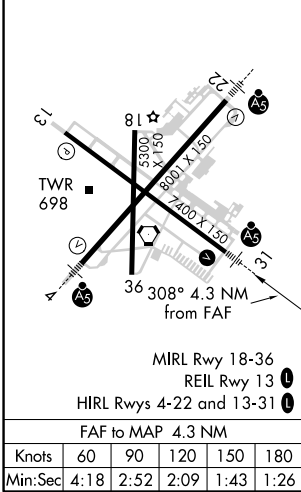 22
A5
V
13
18
5300 X 150
8001 X 150
P
7400 X 150
TWR
698
V
V
A5
31
4
A5
36
308° 4.3 NM
from FAF
MIRL Rwy 18-36
REIL Rwy 13 L
HIRL Rwys 4-22 and 13-31 L
FAF to MAP 4.3 NM
Knots 60 90 120 150 180
Min:Sec 4:18 2:52 2:09 1:43 1:26